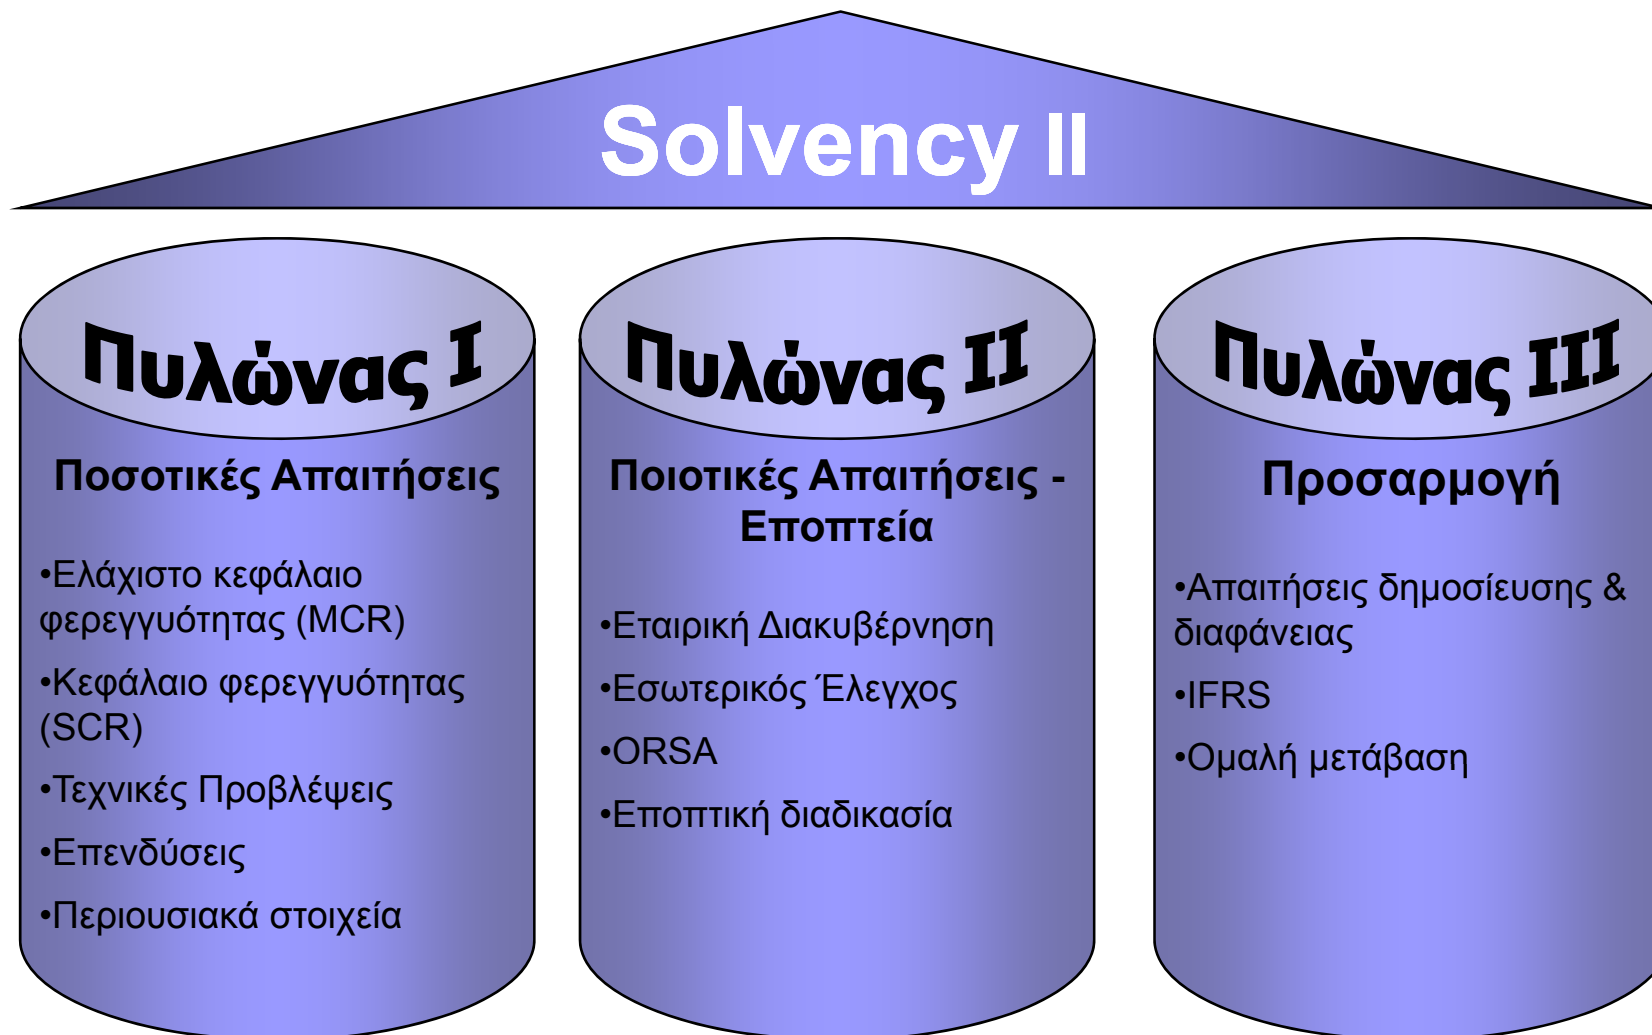 Solvency II
Πυλώνας I
Ποσοτικές Απαιτήσεις
•Ελάχιστο κεφάλαιο
φερεγγυότητας (MCR)
•Κεφάλαιο φερεγγυότητας
(SCR)
•Τεχνικές Προβλέψεις
•Επενδύσεις
•Περιουσιακά στοιχεία
Πυλώνας II
Ποιοτικές Απαιτήσεις -
Εποπτεία
•Εταιρική Διακυβέρνηση
•Εσωτερικός Έλεγχος
•ORSA
•Εποπτική διαδικασία
Πυλώνας III
Προσαρμογή
•Απαιτήσεις δημοσίευσης &
διαφάνειας
•IFRS
•Ομαλή μετάβαση